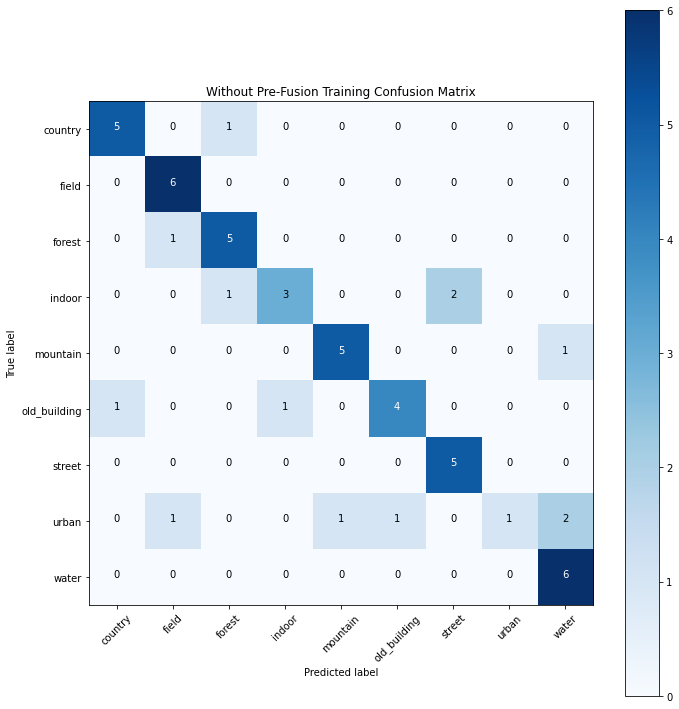 Without Pre-Fusion Training Confusion Matrix
country 5 0 1 0 0 0 0 0 0
field 0 6 0 0 0 0 0 0 0
forest 0 1 5 0 0 0 0 0 0
indoor 0 0 1 3 0 0 2 0 0
mountain 0 0 0 0 5 0 0 0 1
old_building 1 0 0 1 0 4 0 0 0
street 0 0 0 0 0 0 5 0 0
urban 0 1 0 0 1 1 0 1 2
water 0 0 0 0 0 0 0 0 6
country field forest indoor mountain old_building street urban water
Predicted label
True label
6
5
4
3
2
1
0